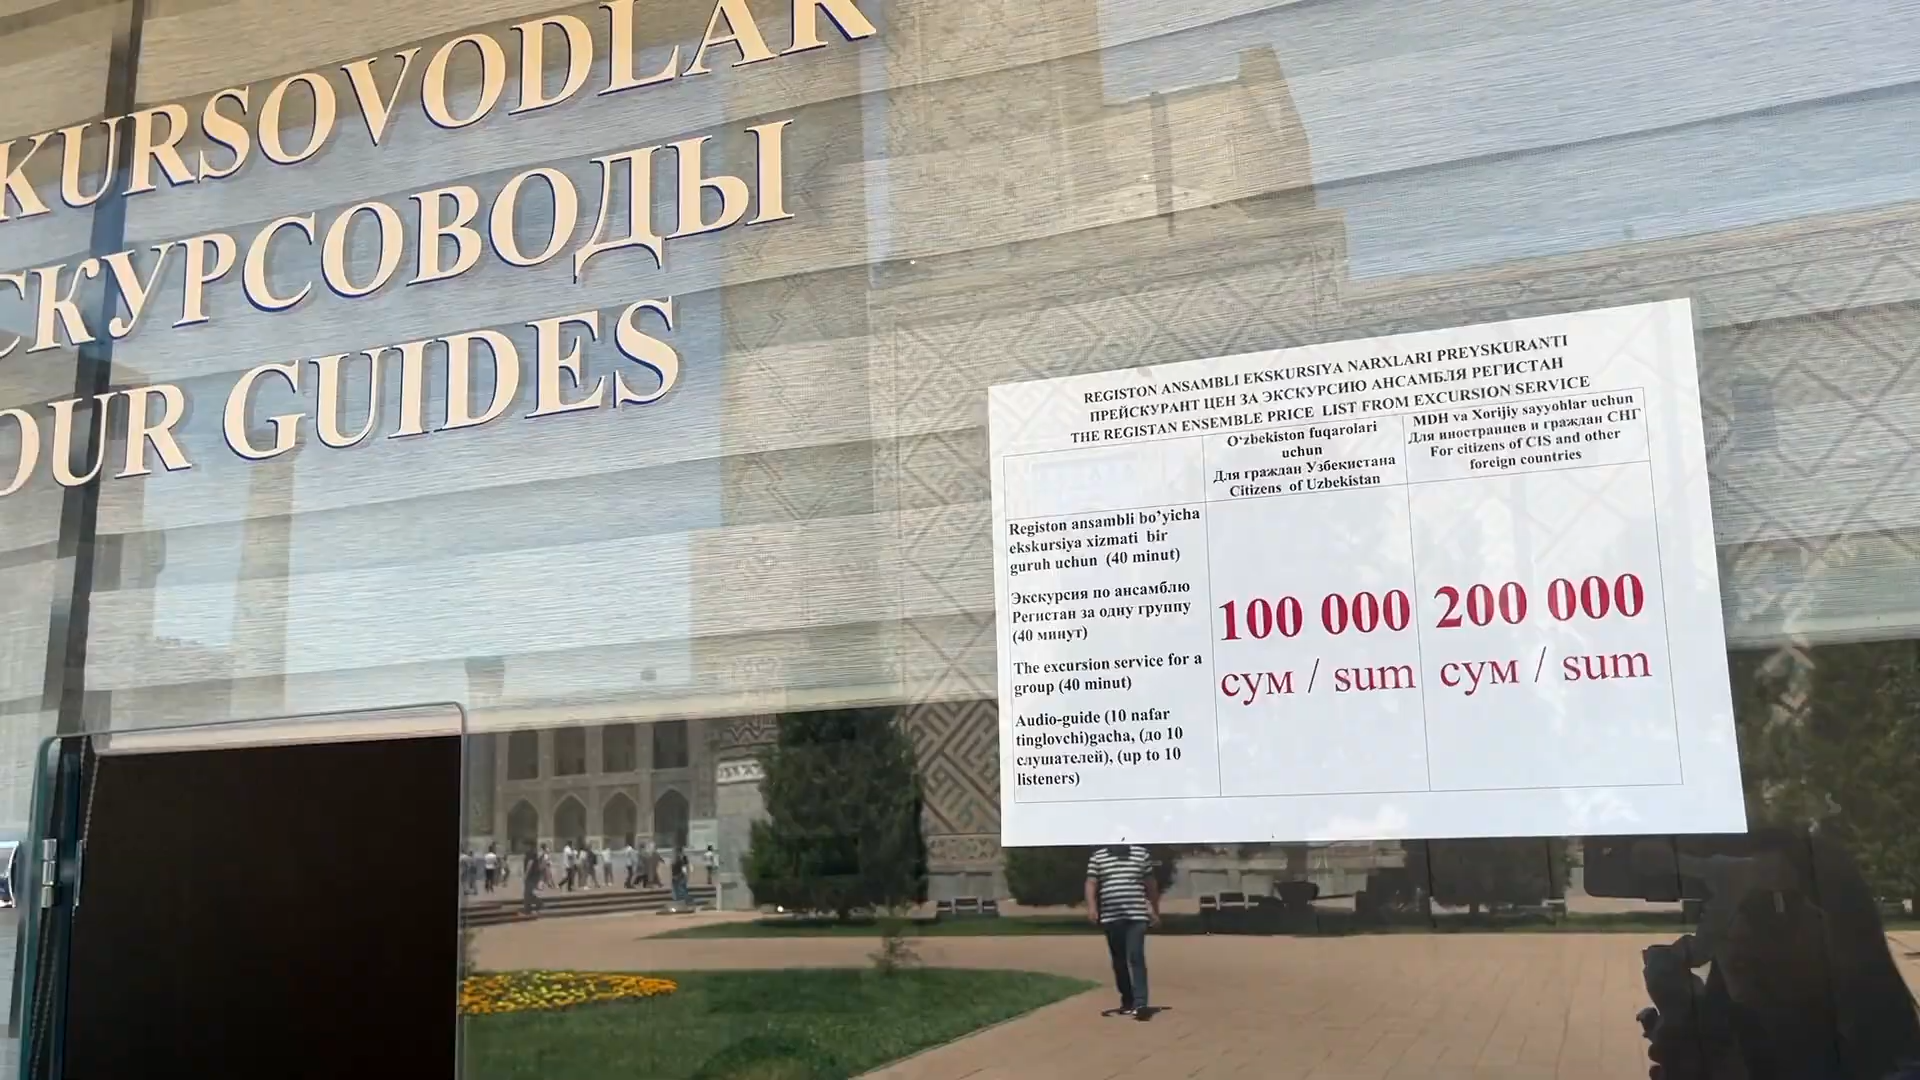 KURSOVODLAR
СКУРСОВОДЫ
OUR GUIDES
REGISTON ANSAMBLI EKSKURSIYA NARXLARI PREYSKURANTI
ПРЕЙСКУРАНТ ЦЕН ЗА ЭКСКУРСИЮ АНСАМБЛЯ РЕГИСТАН
THE REGISTAN ENSEMBLE PRICE LIST FROM EXCURSION SERVICE
O‘zbekiston fuqarolari
uchun
Для граждан Узбекистана
Citizens of Uzbekistan
MDH va Xorijiy sayyohlar uchun
Для иностранцев и граждан СНГ
For citizens of CIS and other
foreign countries
Registon ansambli bo’yicha
ekskursiya xizmati bir
guruh uchun (40 minut)
Экскурсия по ансамблю
Регистан за одну группу
(40 минут)
The excursion service for a
group (40 minut)
Audio-guide (10 nafar
tinglovchi)gacha, (до 10
слушателей), (up to 10
listeners)
100 000
сум / sum
200 000
сум / sum